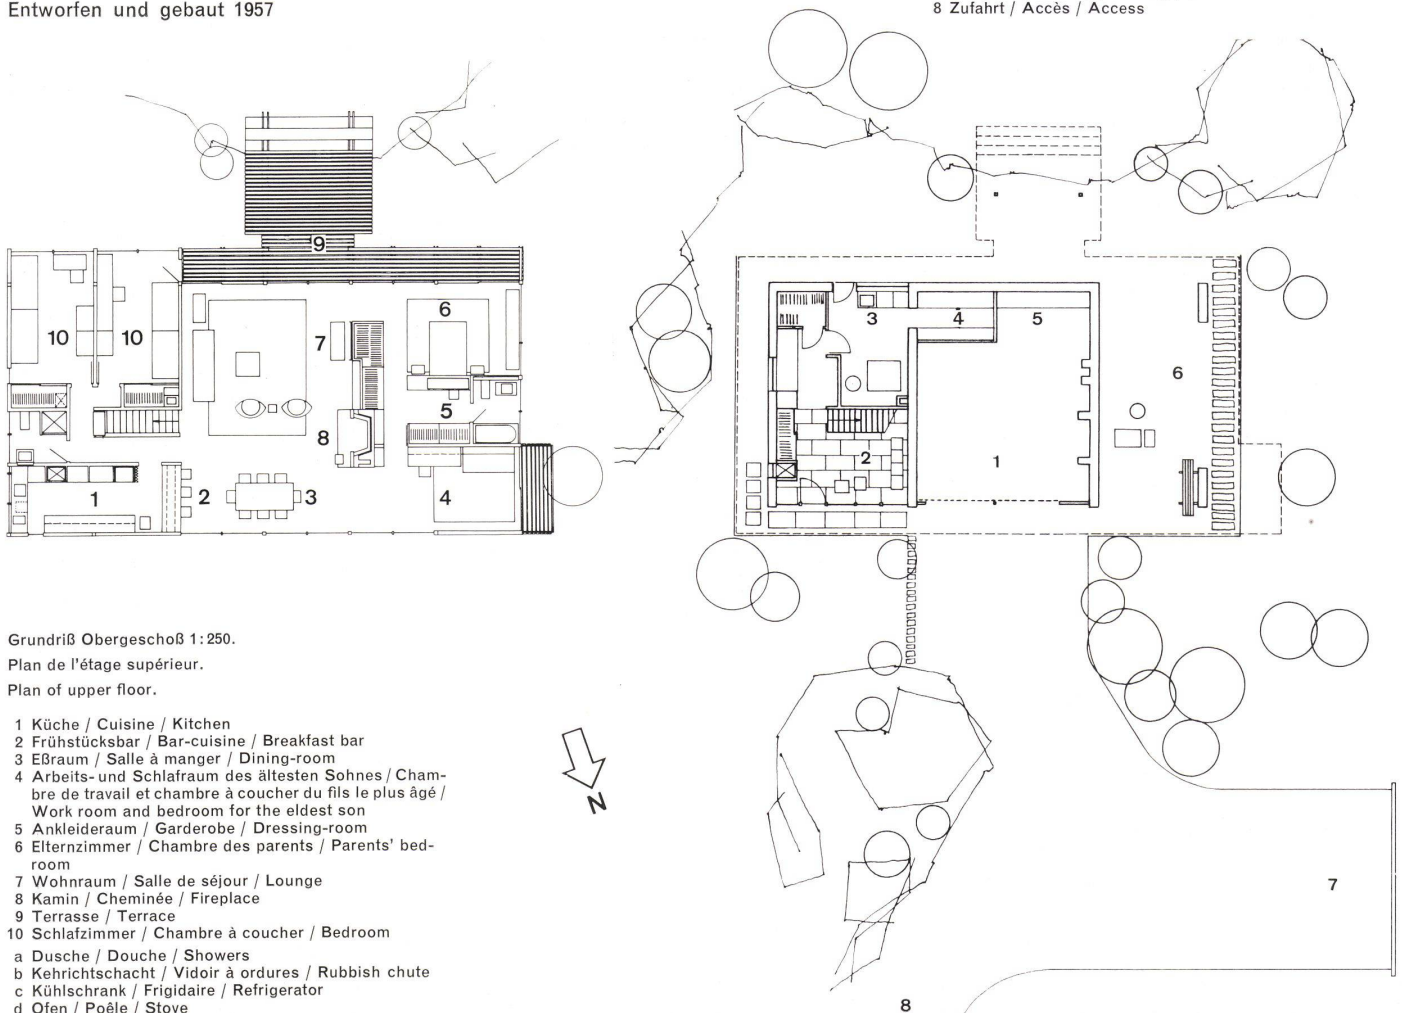 Entworfen und gebaut 1957
8 Zufahrt / Accès / Access
9
10
10
7
6
5
8
1
2
3
4
3
4
5
6
2
1
7
8
N
Grundriß Obergeschoß 1:250.
Plan de l'étage supérieur.
Plan of upper floor.
1 Küche / Cuisine / Kitchen
2 Frühstücksbar / Bar-cuisine / Breakfast bar
3 Eßraum / Salle à manger / Dining-room
4 Arbeits- und Schlafraum des ältesten Sohnes / Cham-
bre de travail et chambre à coucher du fils le plus âgé /
Work room and bedroom for the eldest son
5 Ankleideraum / Garderobe / Dressing-room
6 Elternzimmer / Chambre des parents / Parents' bed-
room
7 Wohnraum / Salle de séjour / Lounge
8 Kamin / Cheminée / Fireplace
9 Terrasse / Terrace
10 Schlafzimmer / Chambre à coucher / Bedroom
a Dusche / Douche / Showers
b Kehrichtschacht / Vidoir à ordures / Rubbish chute
c Kühlschrank / Frigidaire / Refrigerator
d Ofen / Poêle / Stove